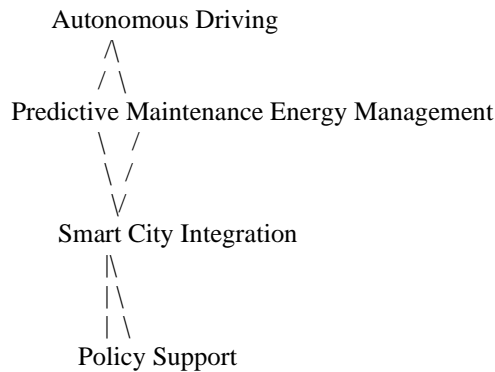 Autonomous Driving
Predictive Maintenance Energy Management
Smart City Integration
Policy Support